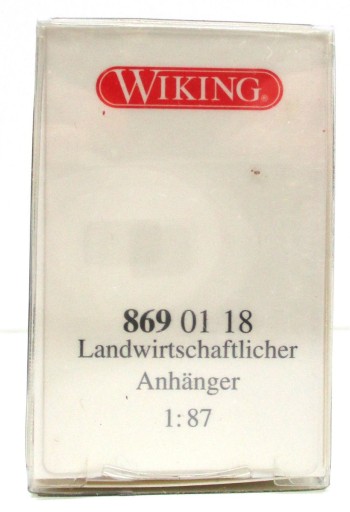 WIKING®
869 01 18
Landwirtschaftlicher
Anhänger
1:87